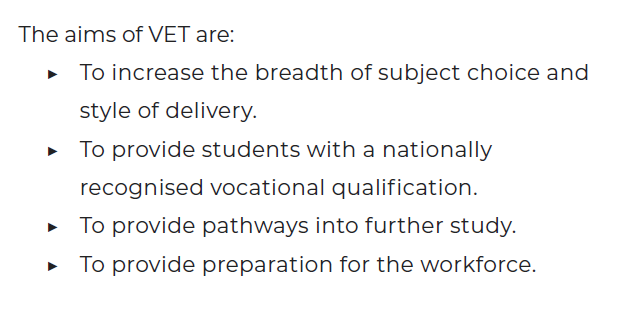 The aims of VET are:
▸ To increase the breadth of subject choice and
style of delivery.
▸ To provide students with a nationally
recognised vocational qualification.
▸ To provide pathways into further study.
▸ To provide preparation for the workforce.